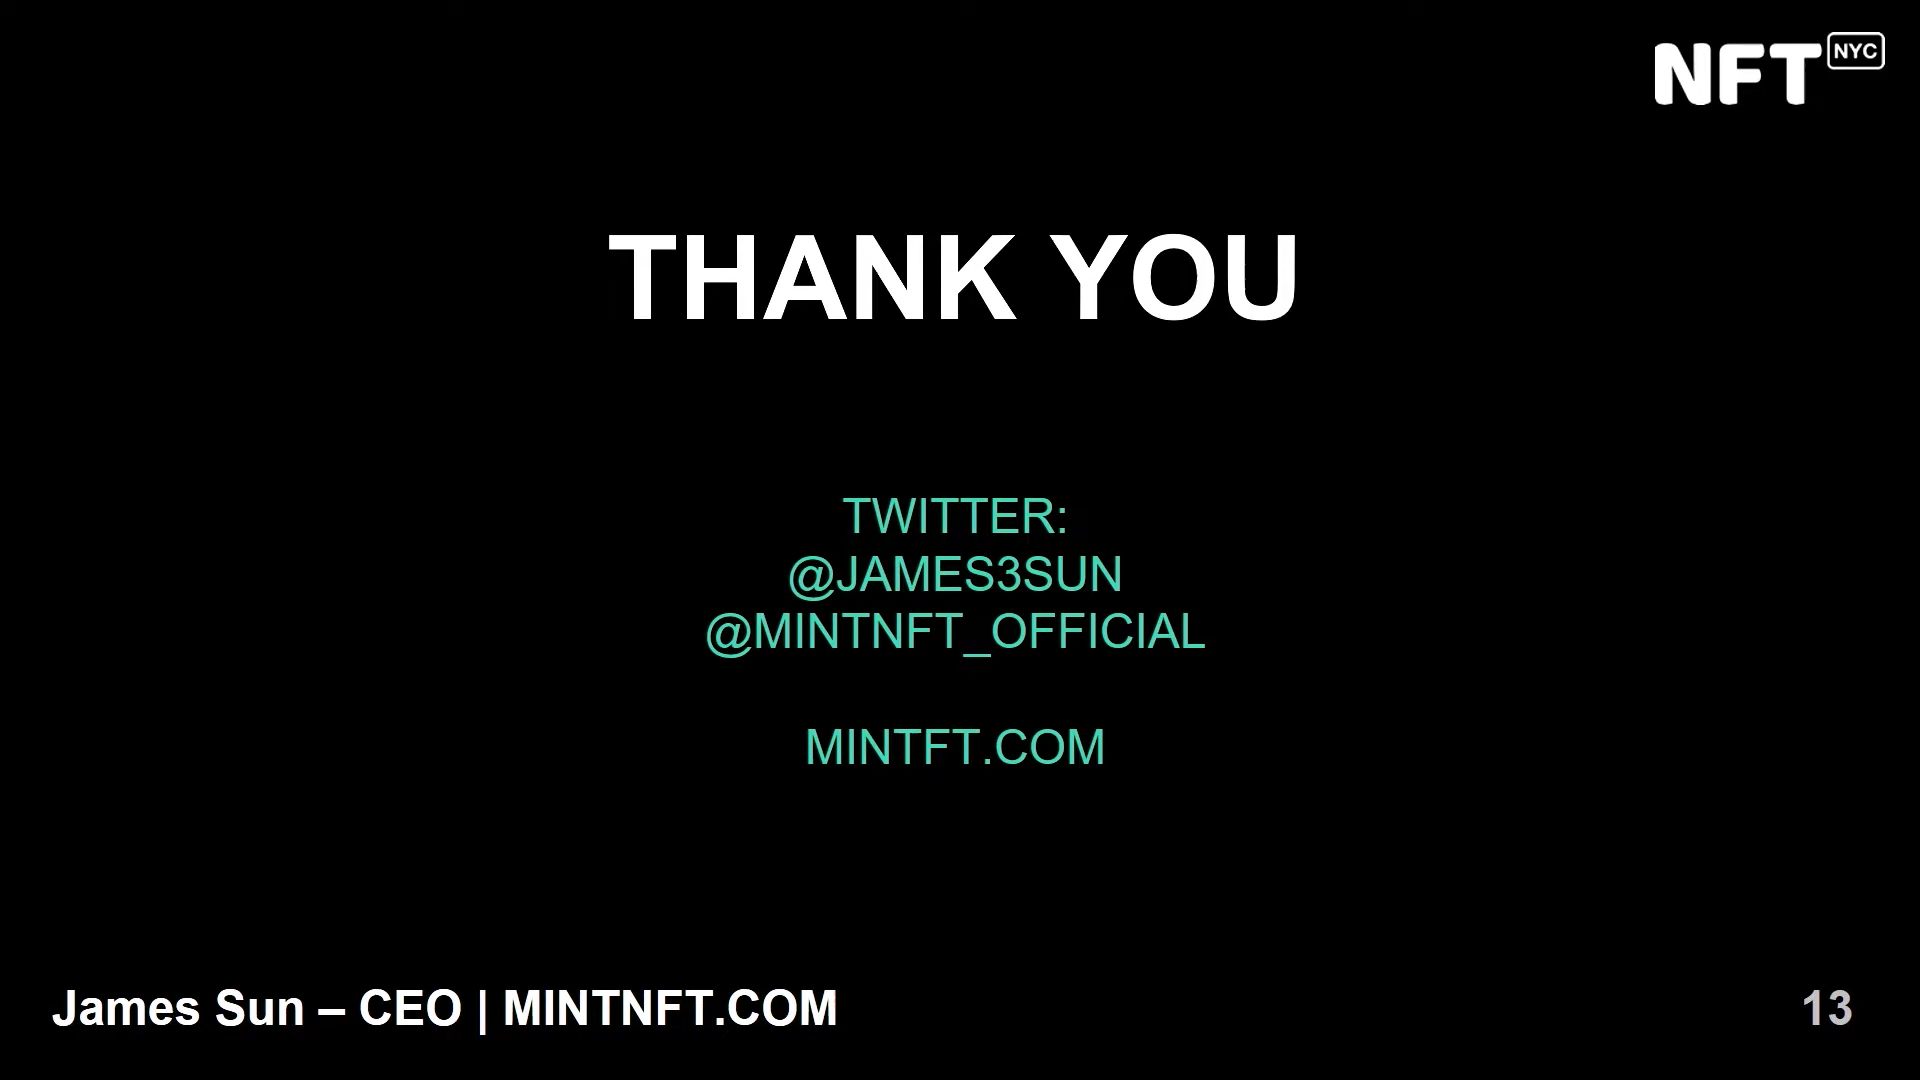 NFT NYC
THANK YOU
TWITTER:
@JAMES3SUN
@MINTNFT_OFFICIAL
MINTFT.COM
James Sun – CEO | MINTNFT.COM
13